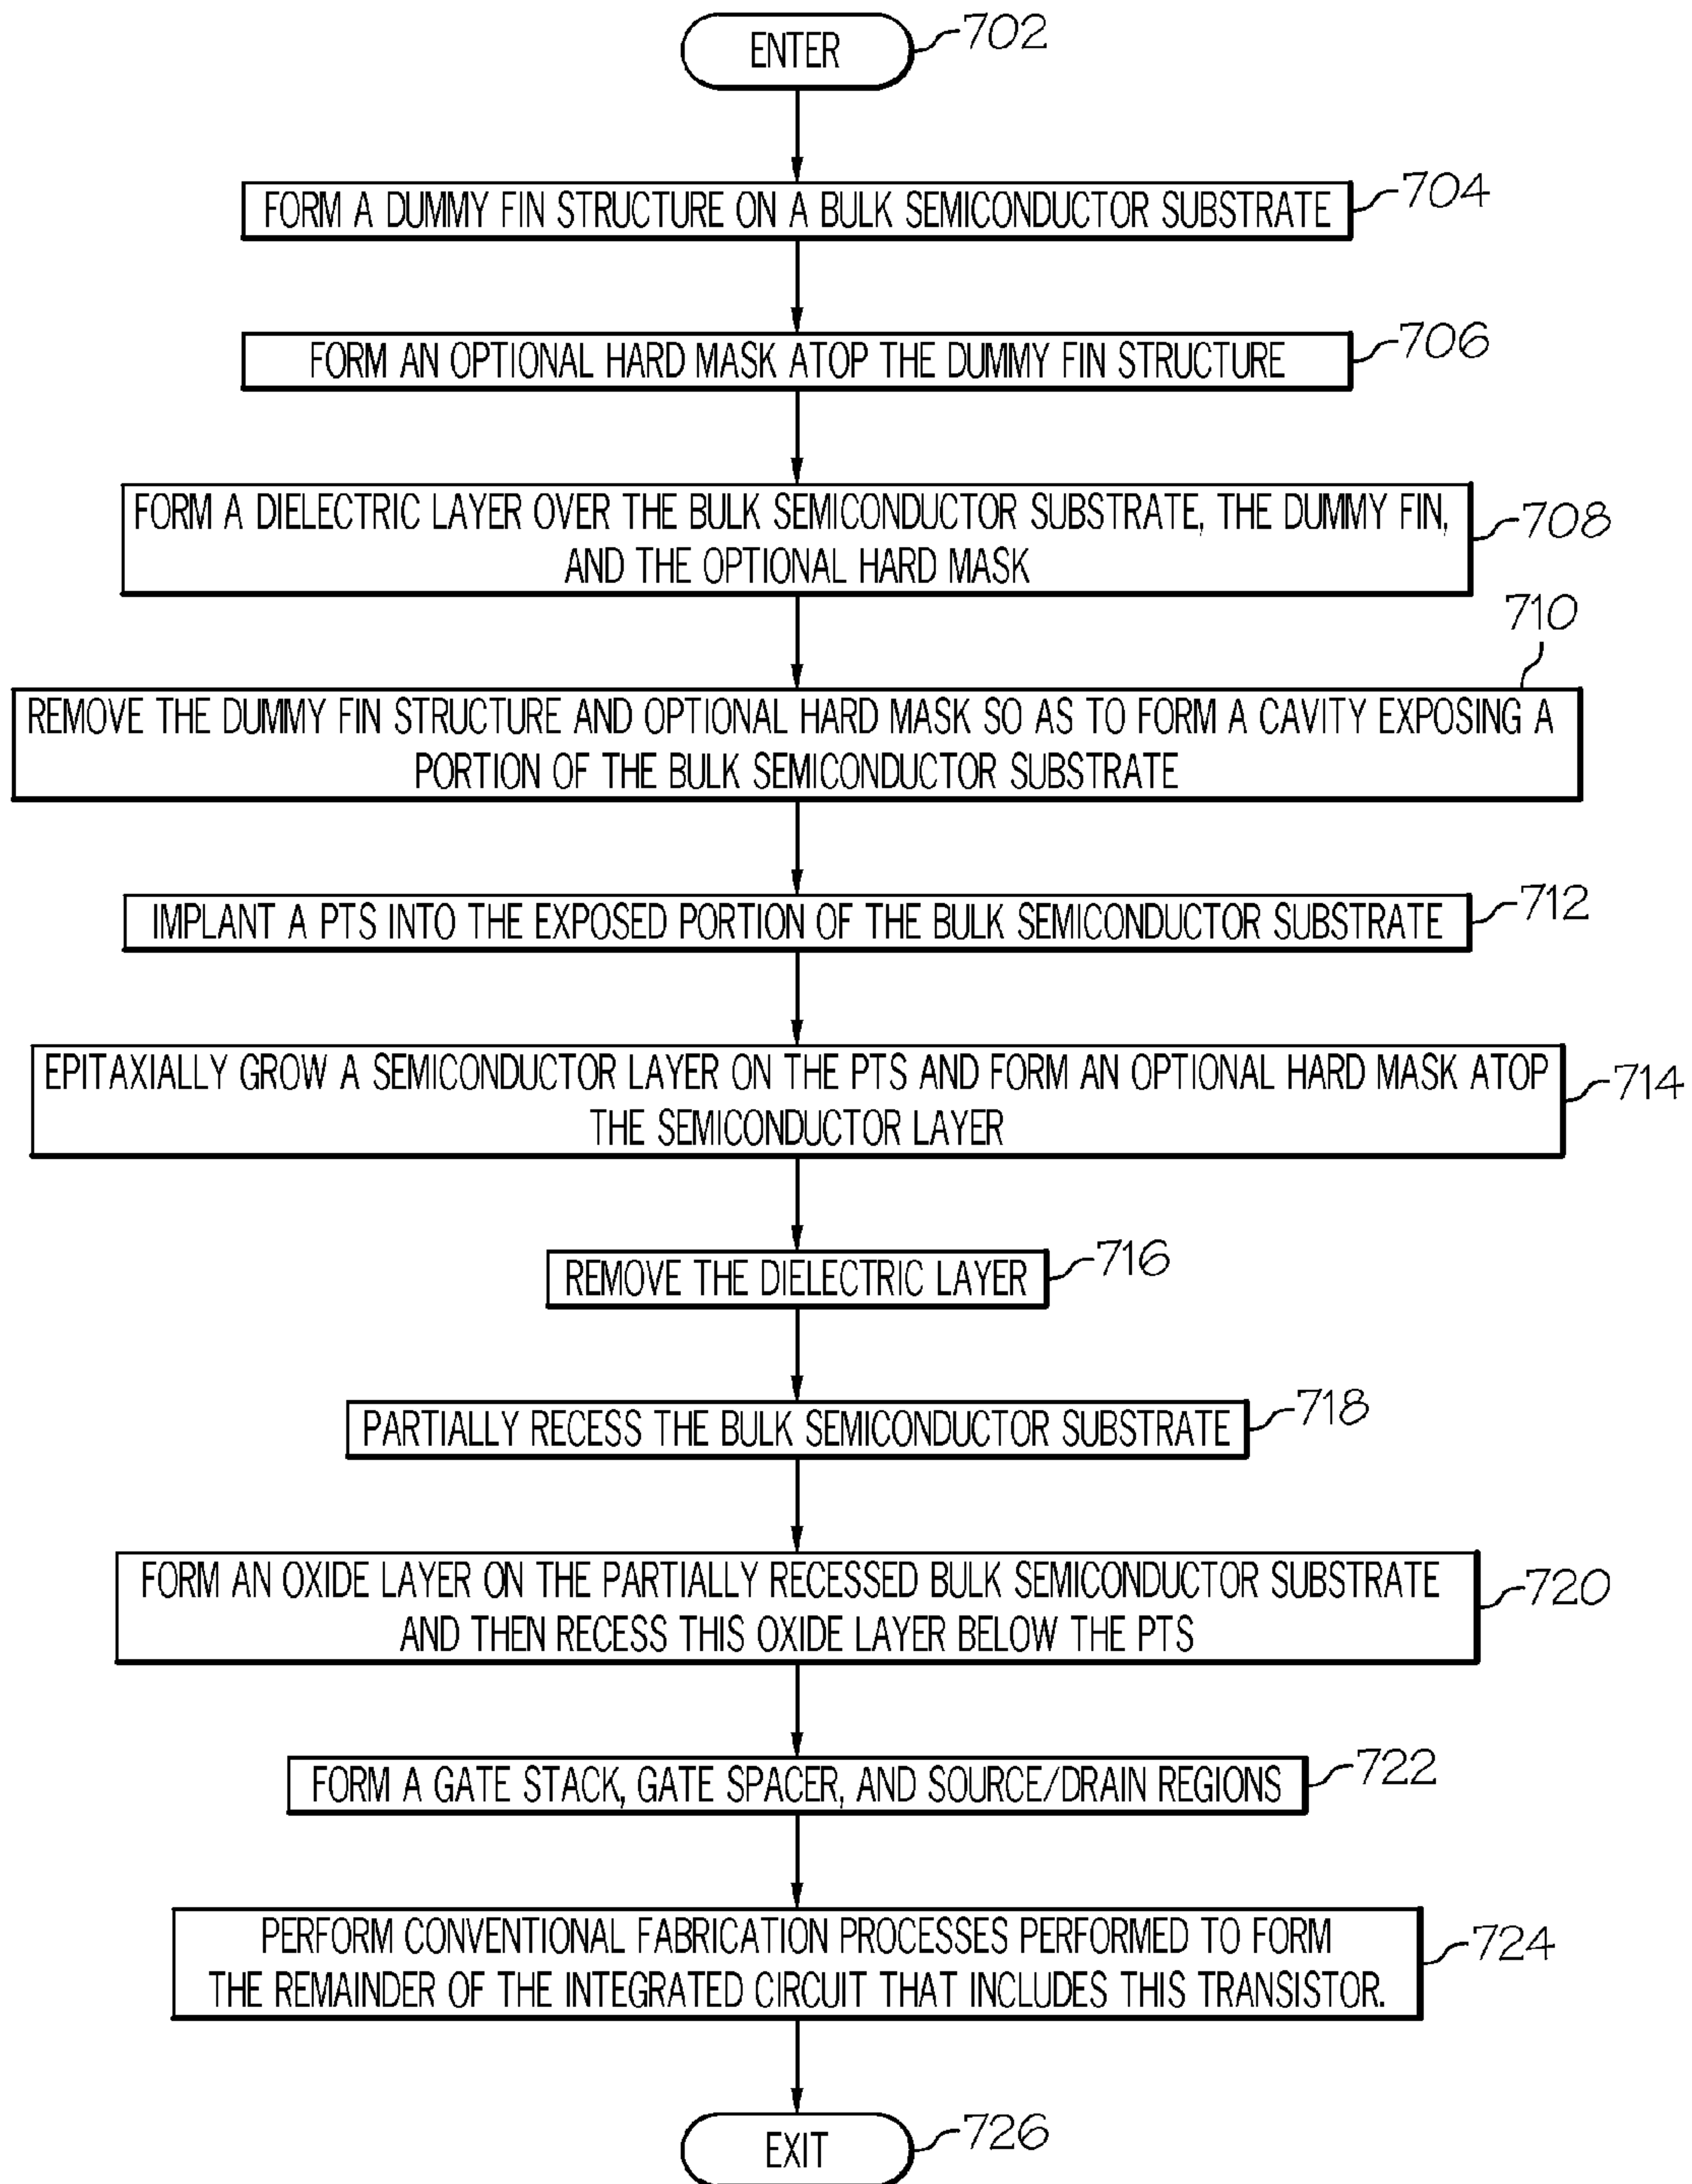 ENTER
702
FORM A DUMMY FIN STRUCTURE ON A BULK SEMICONDUCTOR SUBSTRATE
704
FORM AN OPTIONAL HARD MASK ATOP THE DUMMY FIN STRUCTURE
706
FORM A DIELECTRIC LAYER OVER THE BULK SEMICONDUCTOR SUBSTRATE, THE DUMMY FIN,
AND THE OPTIONAL HARD MASK
708
710
REMOVE THE DUMMY FIN STRUCTURE AND OPTIONAL HARD MASK SO AS TO FORM A CAVITY EXPOSING A
PORTION OF THE BULK SEMICONDUCTOR SUBSTRATE
IMPLANT A PTS INTO THE EXPOSED PORTION OF THE BULK SEMICONDUCTOR SUBSTRATE
712
EPITAXIALLY GROW A SEMICONDUCTOR LAYER ON THE PTS AND FORM AN OPTIONAL HARD MASK ATOP
THE SEMICONDUCTOR LAYER
714
REMOVE THE DIELECTRIC LAYER
716
PARTIALLY RECESS THE BULK SEMICONDUCTOR SUBSTRATE
718
FORM AN OXIDE LAYER ON THE PARTIALLY RECESSED BULK SEMICONDUCTOR SUBSTRATE
AND THEN RECESS THIS OXIDE LAYER BELOW THE PTS
720
FORM A GATE STACK, GATE SPACER, AND SOURCE/DRAIN REGIONS
722
PERFORM CONVENTIONAL FABRICATION PROCESSES PERFORMED TO FORM
THE REMAINDER OF THE INTEGRATED CIRCUIT THAT INCLUDES THIS TRANSISTOR.
724
EXIT
726